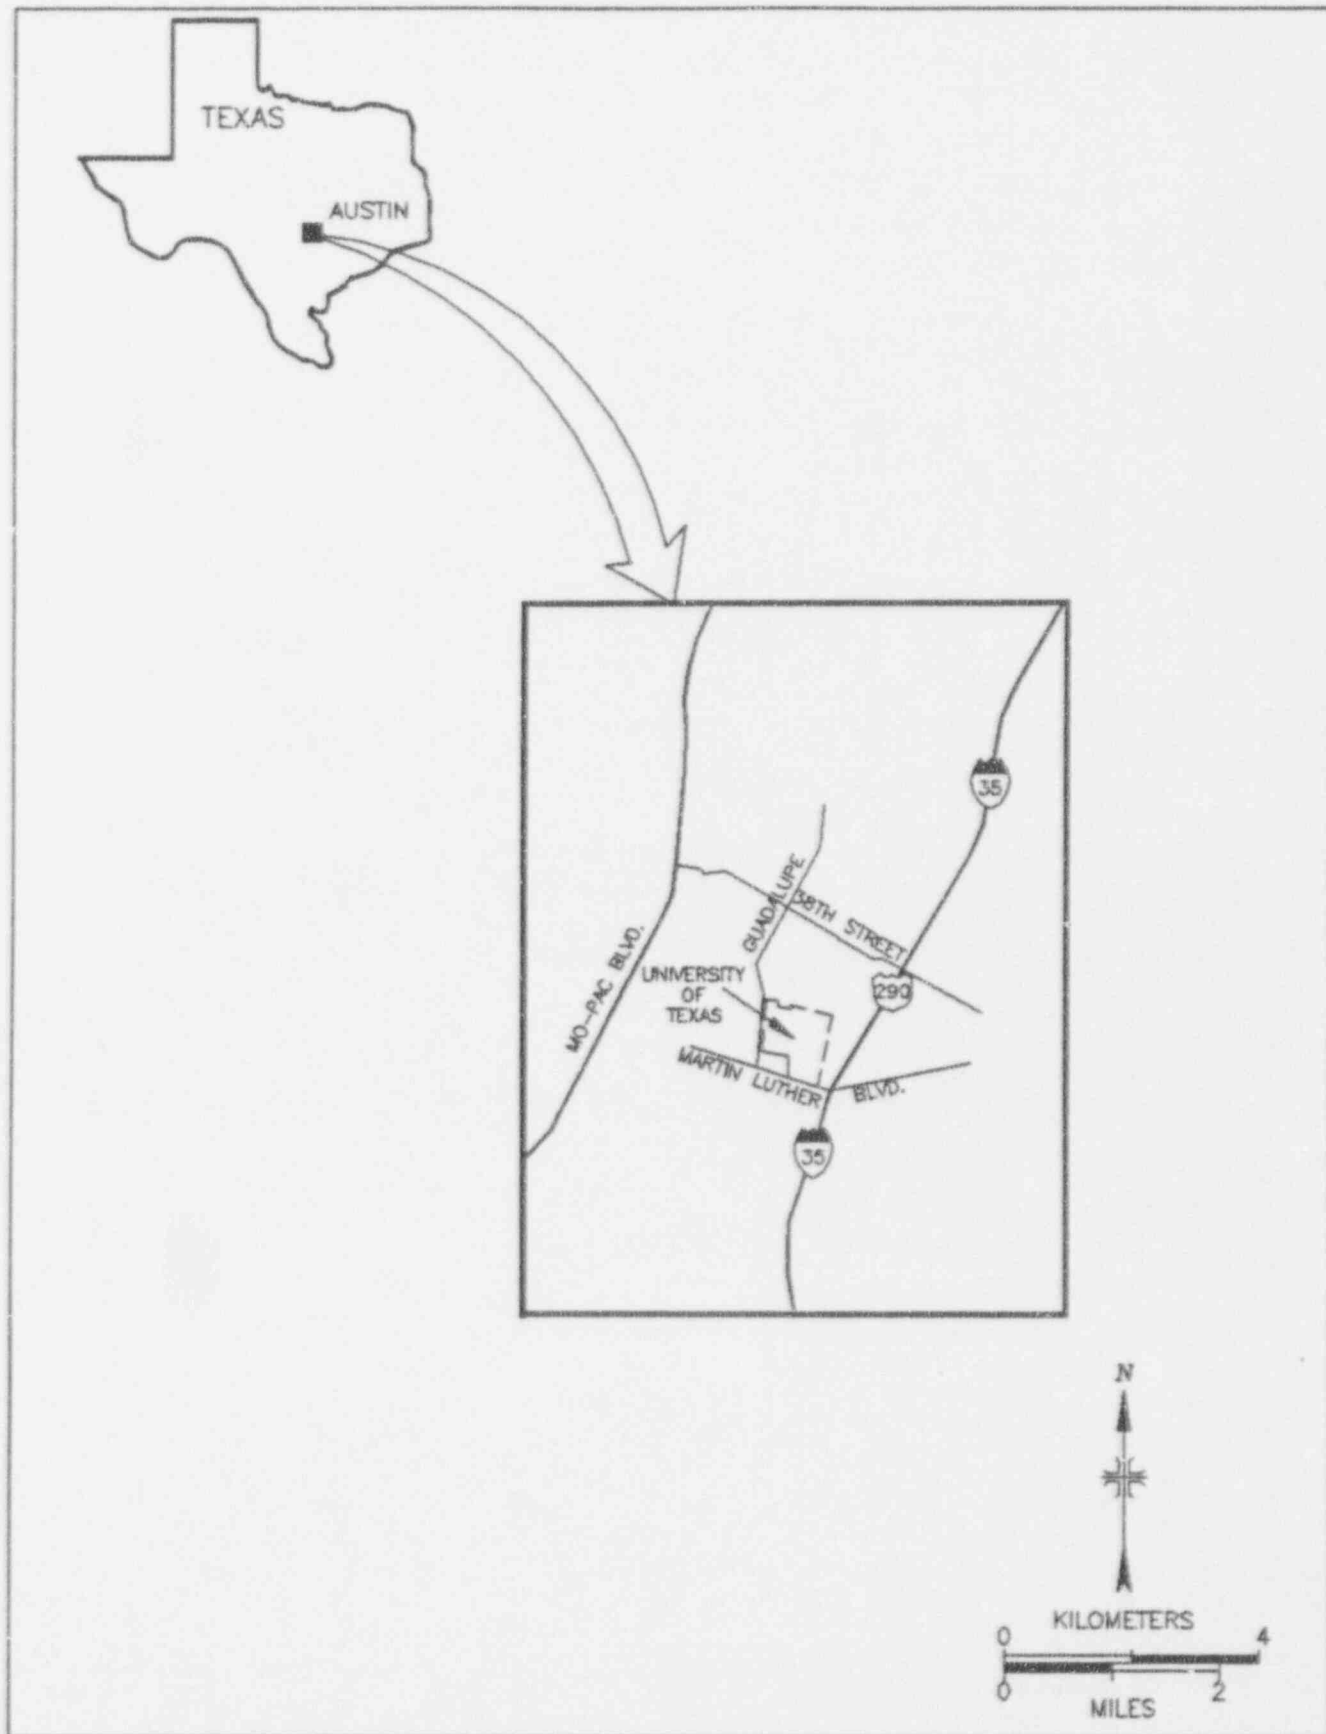 TEXAS
AUSTIN
35
GUADALUPE
38TH STREET
MO-PAC BLVD.
UNIVERSITY
OF
TEXAS
290
MARTIN LUTHER BLVD.
35
N
KILOMETERS
0 4
0 2
MILES